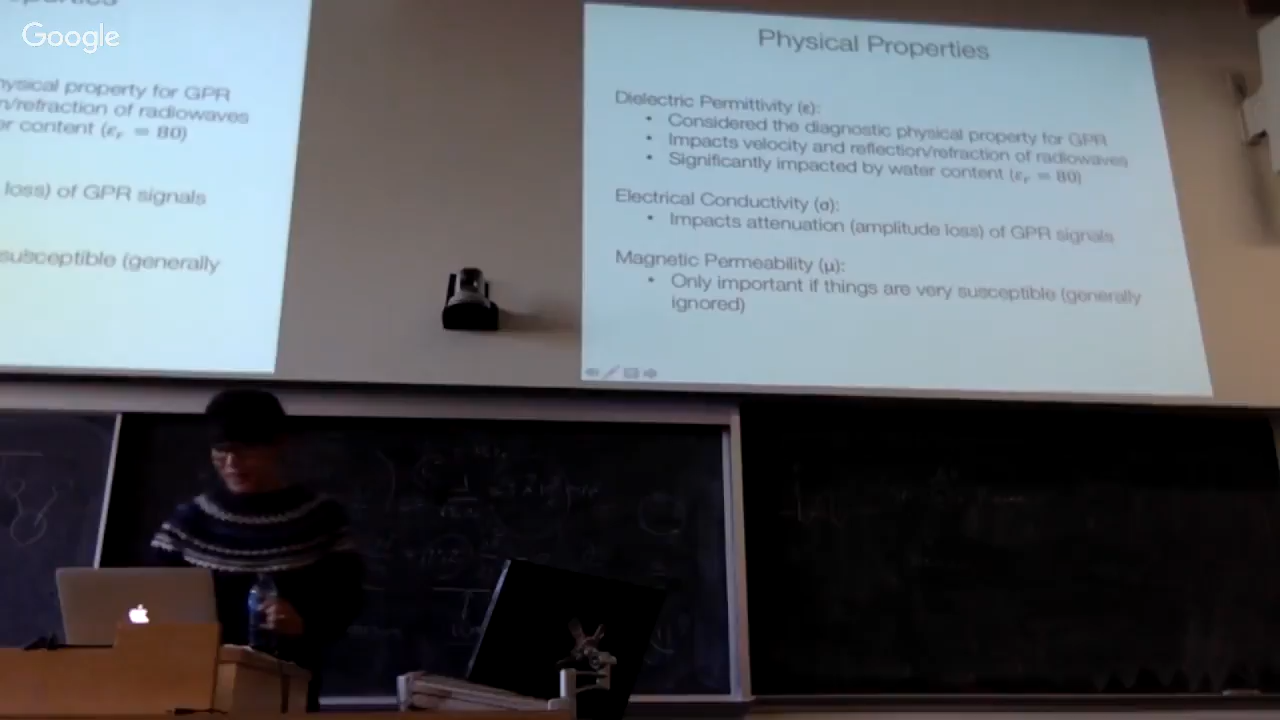 Google
operties
hysical property for GPR
n/refraction of radiowaves
er content (εᵣ = 80)
loss) of GPR signals
susceptible (generally
Physical Properties
Dielectric Permittivity (ε):
• Considered the diagnostic physical property for GPR
• Impacts velocity and reflection/refraction of radiowaves
• Significantly impacted by water content (εᵣ = 80)
Electrical Conductivity (σ):
• Impacts attenuation (amplitude loss) of GPR signals
Magnetic Permeability (μ):
• Only important if things are very susceptible (generally
ignored)